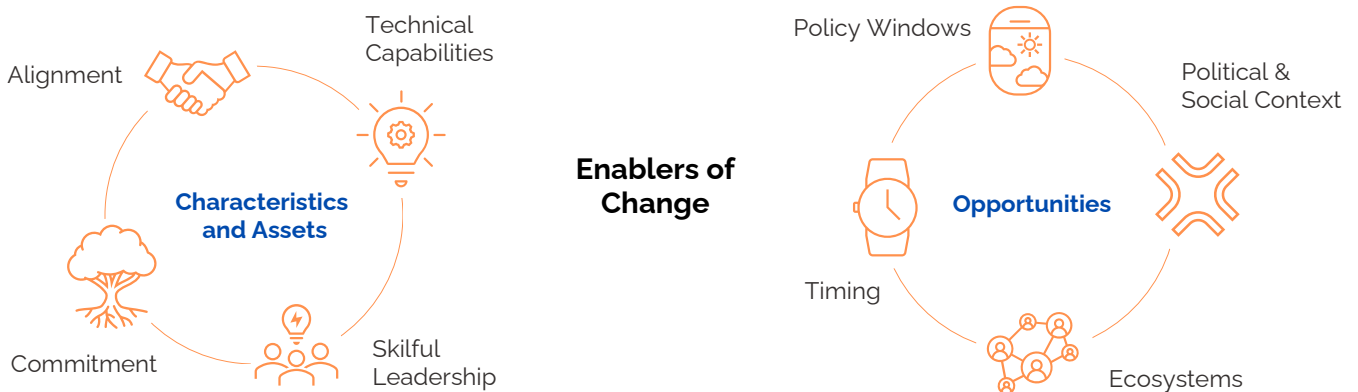 Alignment
Technical
Capabilities
Characteristics
and Assets
Commitment
Skilful
Leadership
Enablers of
Change
Policy Windows
Political &
Social Context
Opportunities
Timing
Ecosystems